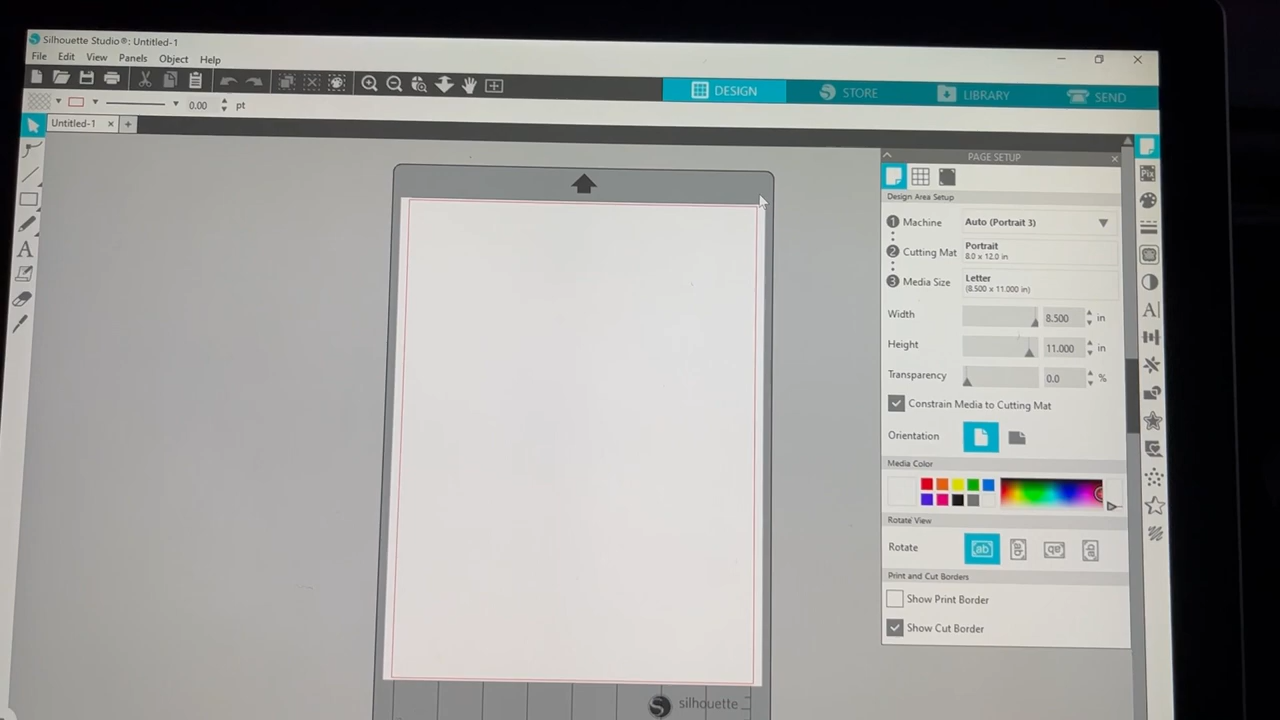 Silhouette Studio®: Untitled-1
File Edit View Panels Object Help
DESIGN STORE LIBRARY SEND
0.00 pt
Untitled-1 × +
PAGE SETUP
Design Area Setup
1 Machine Auto (Portrait 3)
2 Cutting Mat Portrait
8.0 x 12.0 in
3 Media Size Letter
(8.500 x 11.000 in)
Width 8.500 in
Height 11.000 in
Transparency 0.0 %
Constrain Media to Cutting Mat
Orientation
Media Color
Rotate View
Rotate ab ab ab ab
Print and Cut Borders
Show Print Border
Show Cut Border
silhouette